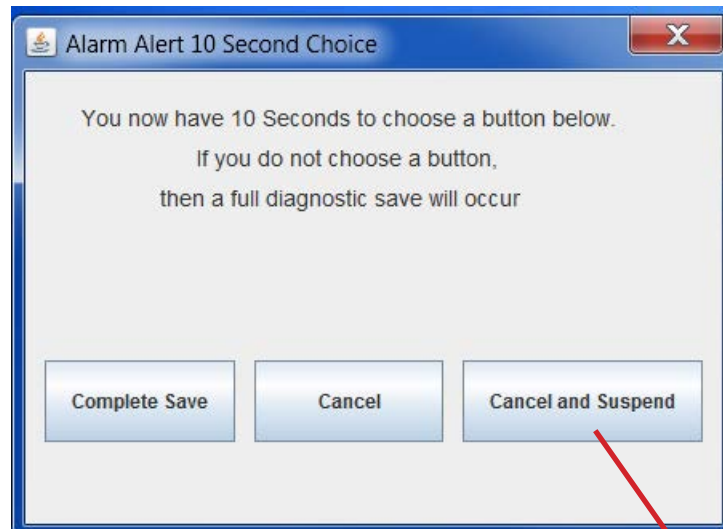 Alarm Alert 10 Second Choice
You now have 10 Seconds to choose a button below.
If you do not choose a button,
then a full diagnostic save will occur
Complete Save
Cancel
Cancel and Suspend